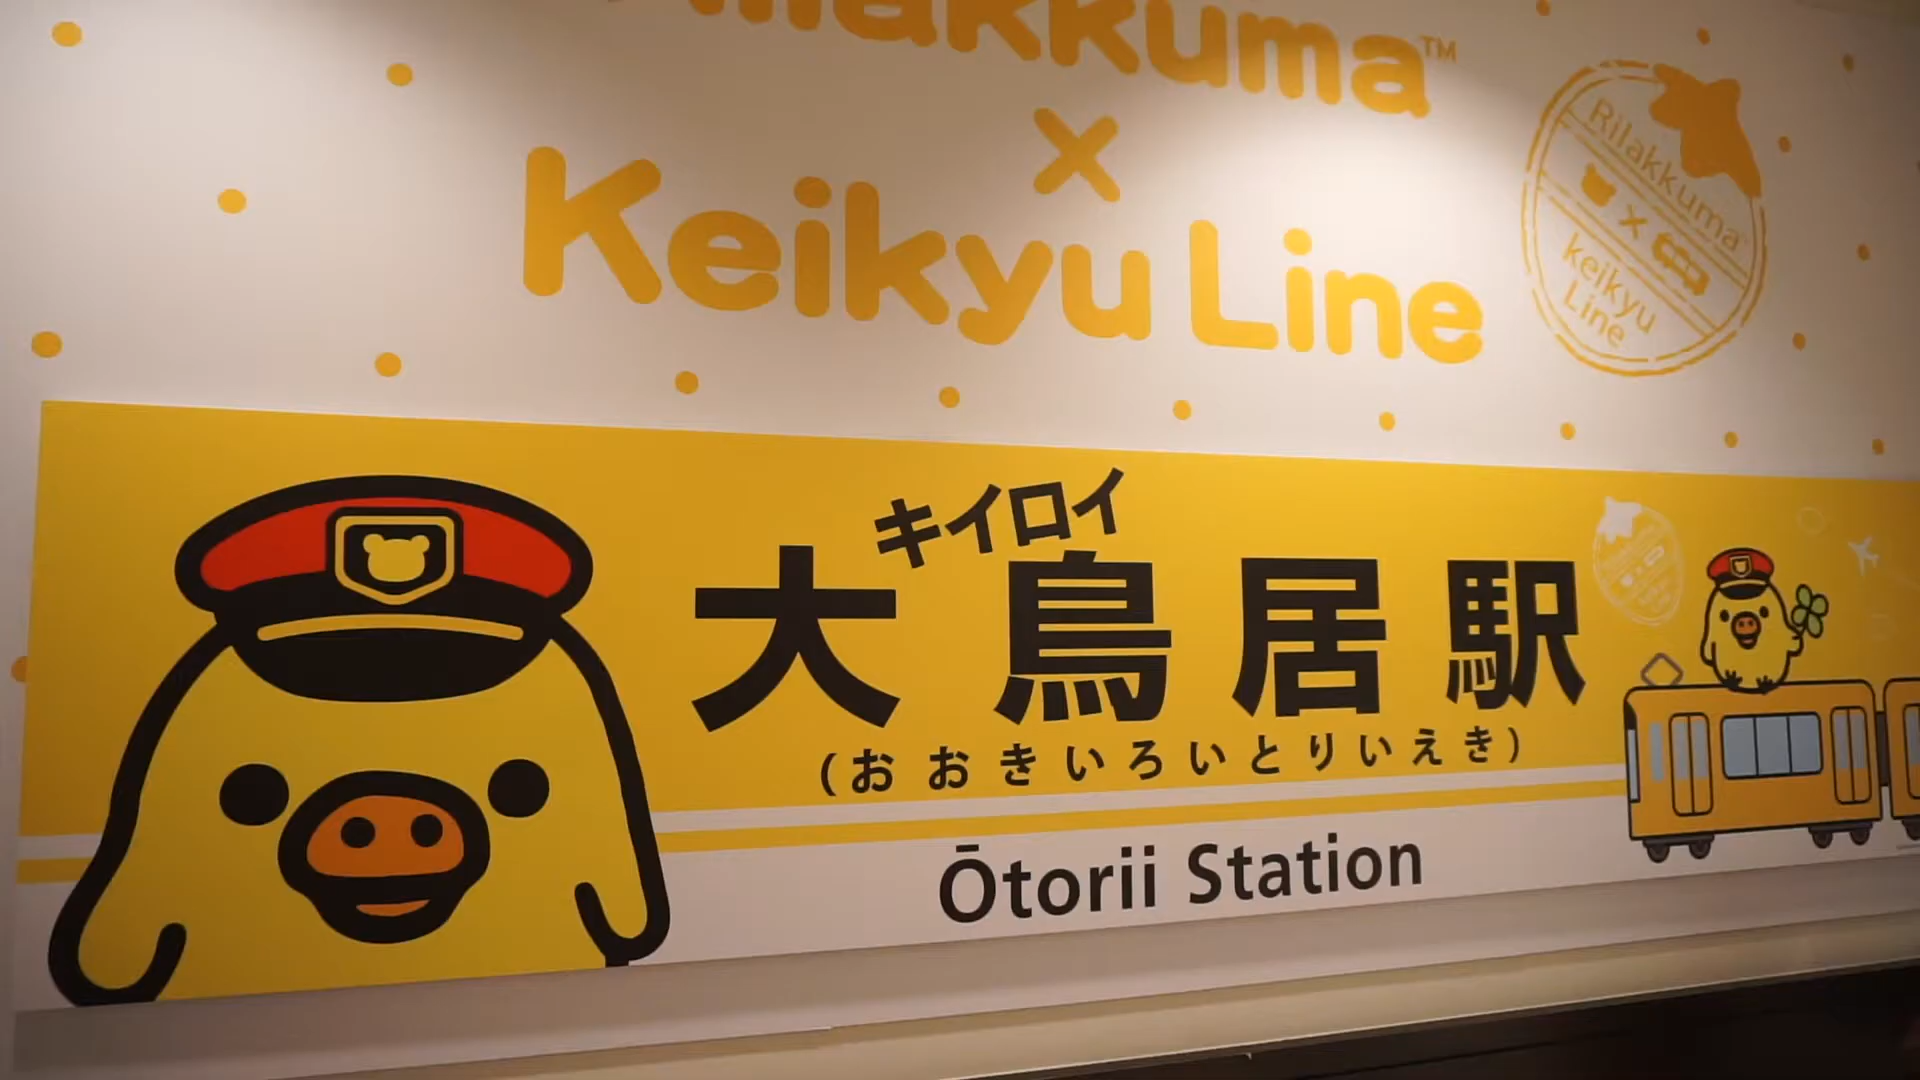 Rilakkuma™
×
Keikyu Line
Rilakkuma
×
keikyu
Line
キイロイ
大鳥居駅
(おおきいろいとりいえき)
Ōtorii Station